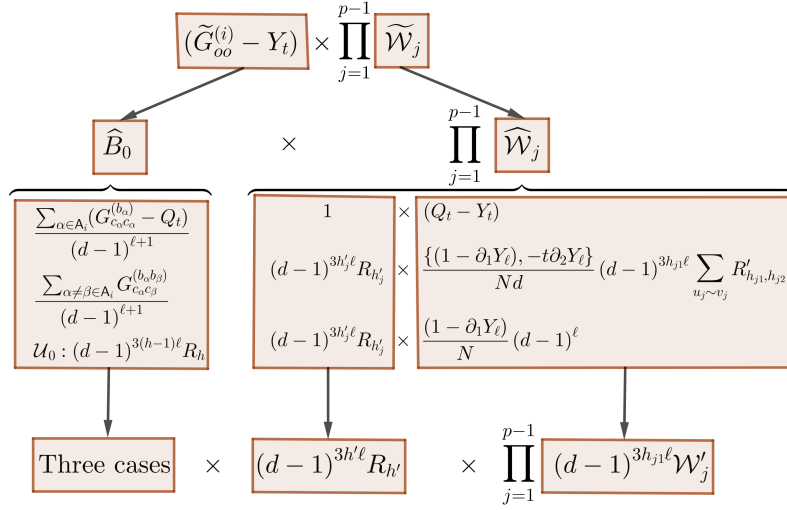 $(\widetilde{G}_{oo}^{(i)} - Y_t) \times \prod_{j=1}^{p-1} \widetilde{\mathcal{W}}_j$
$\widehat{B}_0 \times \prod_{j=1}^{p-1} \widehat{\mathcal{W}}_j$
$\frac{\sum_{\alpha \in \mathsf{A}_i} (G_{c_\alpha c_\alpha}^{(b_\alpha)} - Q_t)}{(d-1)^{\ell+1}}$
$\frac{\sum_{\alpha \neq \beta \in \mathsf{A}_i} G_{c_\alpha c_\beta}^{(b_\alpha b_\beta)}}{(d-1)^{\ell+1}}$
$\mathcal{U}_0 : (d-1)^{3(h-1)\ell} R_h$
$1 \times (Q_t - Y_t)$
$(d-1)^{3h'_j \ell} R_{h'_j} \times \frac{\{(1 - \partial_1 Y_\ell), -t\partial_2 Y_\ell\}}{Nd} (d-1)^{3h_{j1}\ell} \sum_{u_j \sim v_j} R'_{h_{j1}, h_{j2}}$
$(d-1)^{3h'_j \ell} R_{h'_j} \times \frac{(1 - \partial_1 Y_\ell)}{N} (d-1)^\ell$
$\text{Three cases} \times (d-1)^{3h'\ell} R_{h'} \times \prod_{j=1}^{p-1} (d-1)^{3h_{j1}\ell} \mathcal{W}'_j$